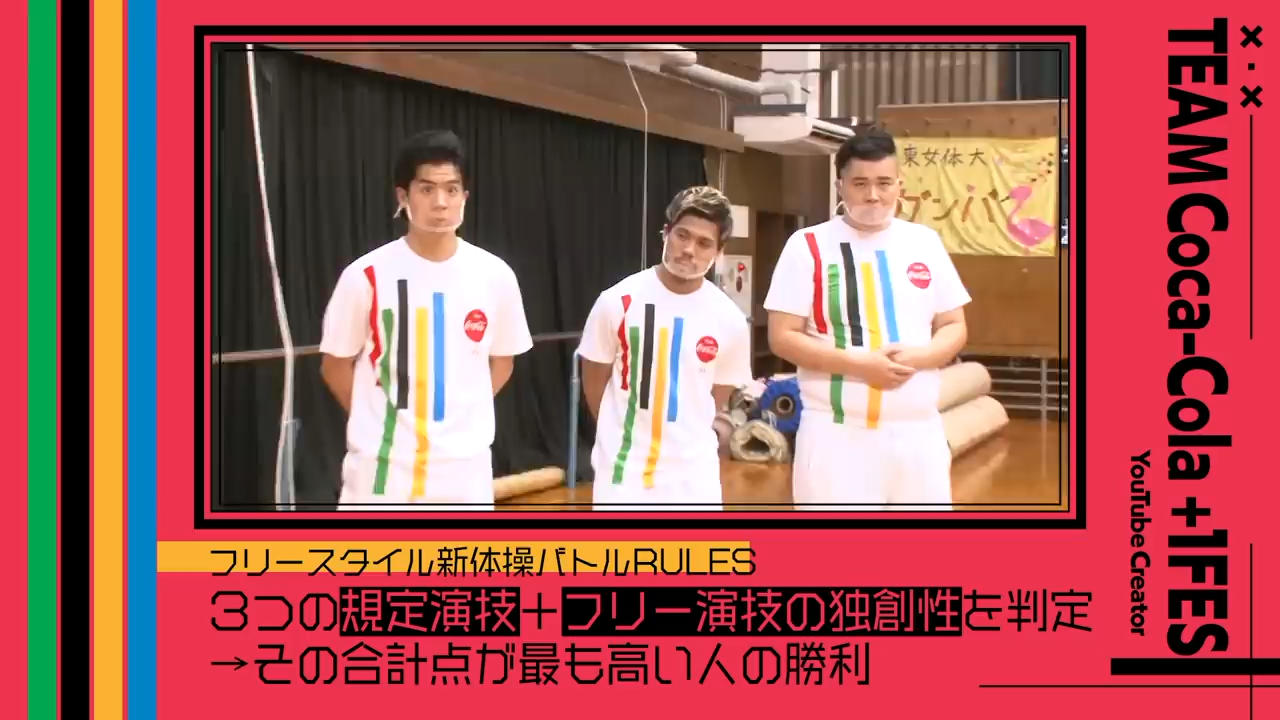 東女体大
フリースタイル新体操バトルRULES
3つの規定演技＋フリー演技の独創性を判定
→その合計点が最も高い人の勝利
TEAM Coca-Cola +1FES
YouTube Creator